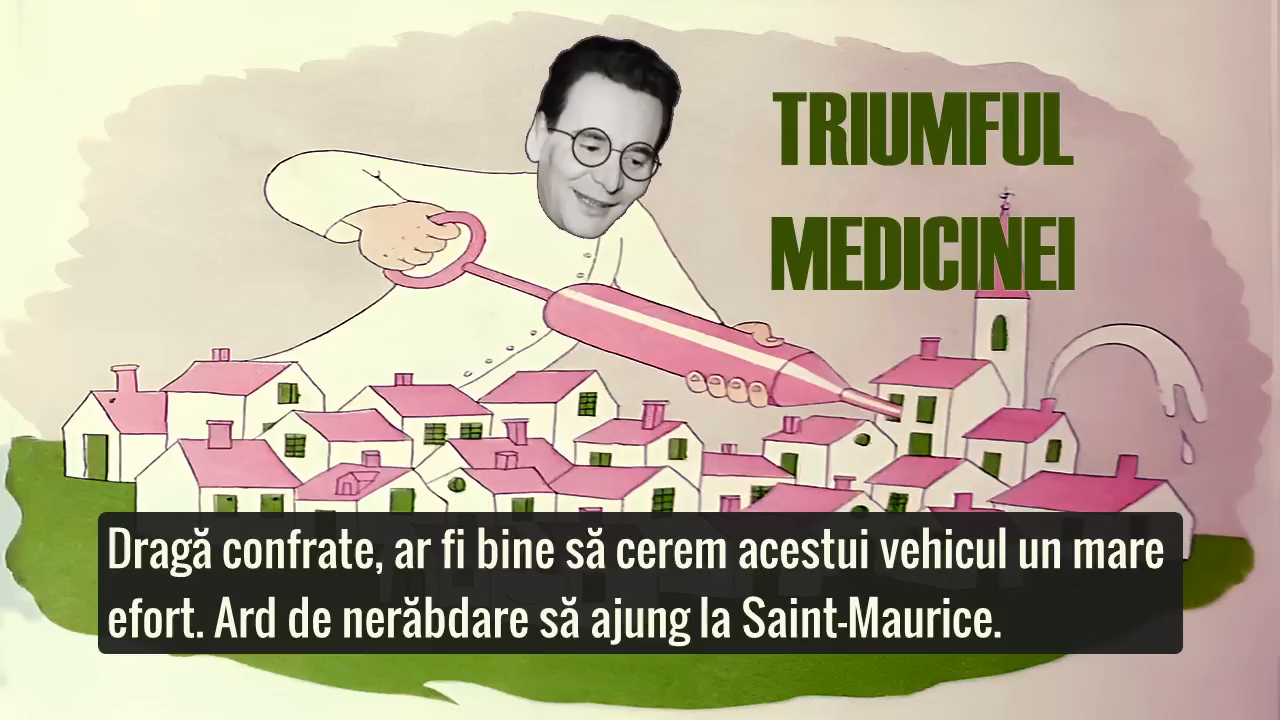 TRIUMFUL
MEDICINEI
Dragă confrate, ar fi bine să cerem acestui vehicul un mare
efort. Ard de nerăbdare să ajung la Saint-Maurice.